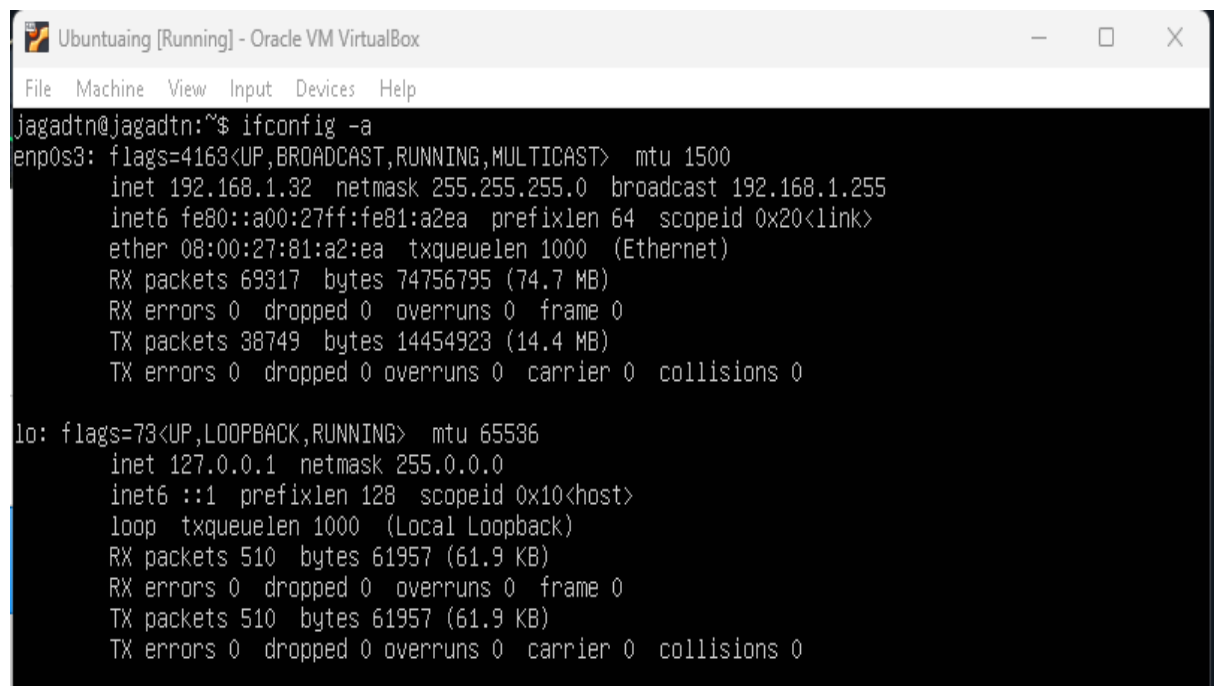 Ubuntuaing [Running] - Oracle VM VirtualBox
File Machine View Input Devices Help
jagadtn@jagadtn:~$ ifconfig -a
enp0s3: flags=4163<UP,BROADCAST,RUNNING,MULTICAST>  mtu 1500
        inet 192.168.1.32  netmask 255.255.255.0  broadcast 192.168.1.255
        inet6 fe80::a00:27ff:fe81:a2ea  prefixlen 64  scopeid 0x20<link>
        ether 08:00:27:81:a2:ea  txqueuelen 1000  (Ethernet)
        RX packets 69317  bytes 74756795 (74.7 MB)
        RX errors 0  dropped 0  overruns 0  frame 0
        TX packets 38749  bytes 14454923 (14.4 MB)
        TX errors 0  dropped 0 overruns 0  carrier 0  collisions 0
lo: flags=73<UP,LOOPBACK,RUNNING>  mtu 65536
        inet 127.0.0.1  netmask 255.0.0.0
        inet6 ::1  prefixlen 128  scopeid 0x10<host>
        loop  txqueuelen 1000  (Local Loopback)
        RX packets 510  bytes 61957 (61.9 KB)
        RX errors 0  dropped 0  overruns 0  frame 0
        TX packets 510  bytes 61957 (61.9 KB)
        TX errors 0  dropped 0 overruns 0  carrier 0  collisions 0